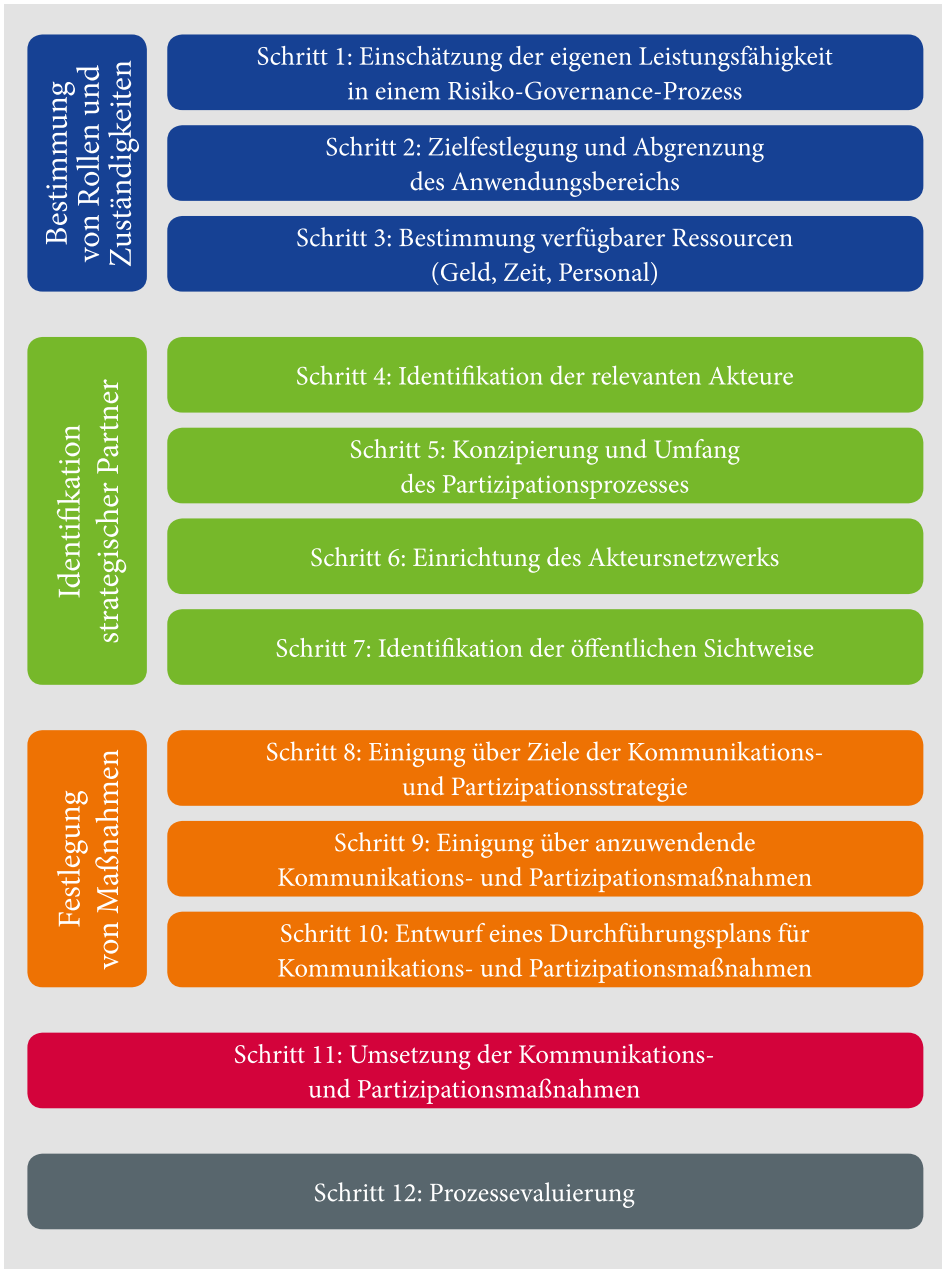 Bestimmung
von Rollen und
Zuständigkeiten
Schritt 1: Einschätzung der eigenen Leistungsfähigkeit
in einem Risiko-Governance-Prozess
Schritt 2: Zielfestlegung und Abgrenzung
des Anwendungsbereichs
Schritt 3: Bestimmung verfügbarer Ressourcen
(Geld, Zeit, Personal)
Identifikation
strategischer Partner
Schritt 4: Identifikation der relevanten Akteure
Schritt 5: Konzipierung und Umfang
des Partizipationsprozesses
Schritt 6: Einrichtung des Akteursnetzwerks
Schritt 7: Identifikation der öffentlichen Sichtweise
Festlegung
von Maßnahmen
Schritt 8: Einigung über Ziele der Kommunikations-
und Partizipationsstrategie
Schritt 9: Einigung über anzuwendende
Kommunikations- und Partizipationsmaßnahmen
Schritt 10: Entwurf eines Durchführungsplans für
Kommunikations- und Partizipationsmaßnahmen
Schritt 11: Umsetzung der Kommunikations-
und Partizipationsmaßnahmen
Schritt 12: Prozessevaluierung